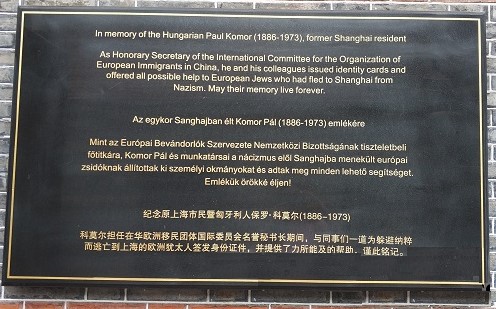 In memory of the Hungarian Paul Komor (1886-1973), former Shanghai resident
As Honorary Secretary of the International Committee for the Organization of
European Immigrants in China, he and his colleagues issued identity cards and
offered all possible help to European Jews who had fled to Shanghai from
Nazism. May their memory live forever.
Az egykor Sanghajban élt Komor Pál (1886-1973) emlékére
Mint az Európai Bevándorlók Szervezete Nemzetközi Bizottságának tiszteletbeli
főtitkára, Komor Pál és munkatársai a nácizmus elől Sanghajba menekült európai
zsidóknak állítottak ki személyi okmányokat és adtak meg minden lehető segítséget.
Emlékük örökké éljen!
纪念原上海市民暨匈牙利人保罗·科莫尔(1886-1973)
科莫尔担任在华欧洲移民团体国际委员会名誉秘书长期间，与同事们一道为躲避纳粹
而逃亡到上海的欧洲犹太人签发身份证件，并提供了力所能及的帮助。谨此铭记。